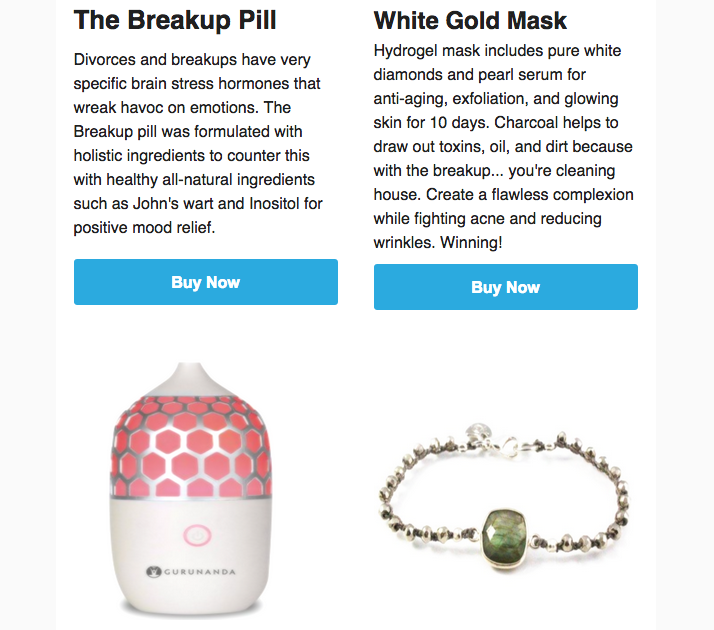 The Breakup Pill
Divorces and breakups have very
specific brain stress hormones that
wreak havoc on emotions. The
Breakup pill was formulated with
holistic ingredients to counter this
with healthy all-natural ingredients
such as John's wart and Inositol for
positive mood relief.
Buy Now
White Gold Mask
Hydrogel mask includes pure white
diamonds and pearl serum for
anti-aging, exfoliation, and glowing
skin for 10 days. Charcoal helps to
draw out toxins, oil, and dirt because
with the breakup... you're cleaning
house. Create a flawless complexion
while fighting acne and reducing
wrinkles. Winning!
Buy Now
GURUNANDA